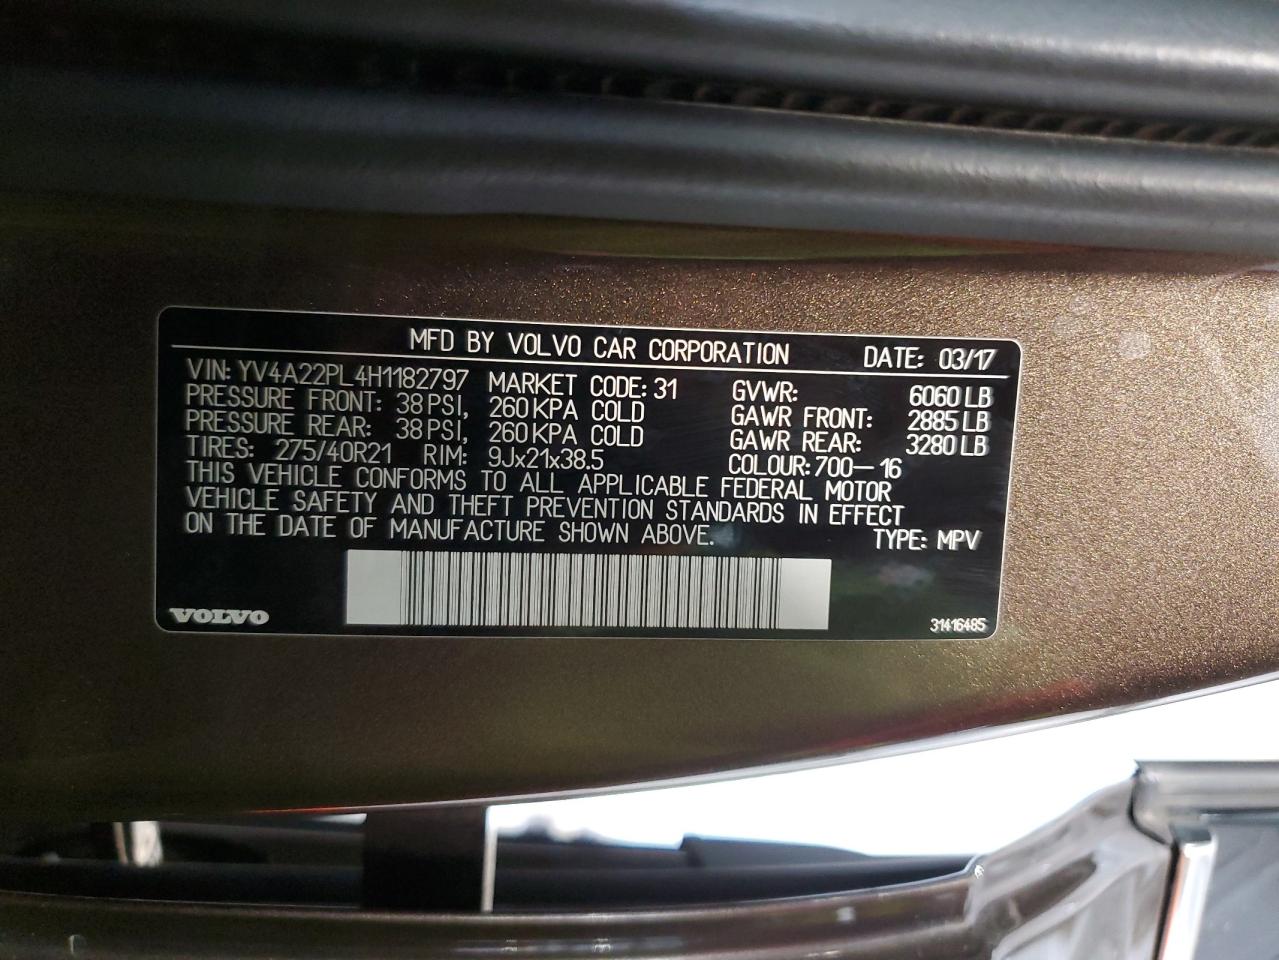 MFD BY VOLVO CAR CORPORATION DATE: 03/17
VIN: YV4A22PL4H1182797 MARKET CODE: 31 GVWR: 6060 LB
PRESSURE FRONT: 38 PSI, 260 KPA COLD GAWR FRONT: 2885 LB
PRESSURE REAR: 38 PSI, 260 KPA COLD GAWR REAR: 3280 LB
TIRES: 275/40R21 RIM: 9Jx21x38.5 COLOUR: 700-16
THIS VEHICLE CONFORMS TO ALL APPLICABLE FEDERAL MOTOR
VEHICLE SAFETY AND THEFT PREVENTION STANDARDS IN EFFECT
ON THE DATE OF MANUFACTURE SHOWN ABOVE. TYPE: MPV
VOLVO 31416485